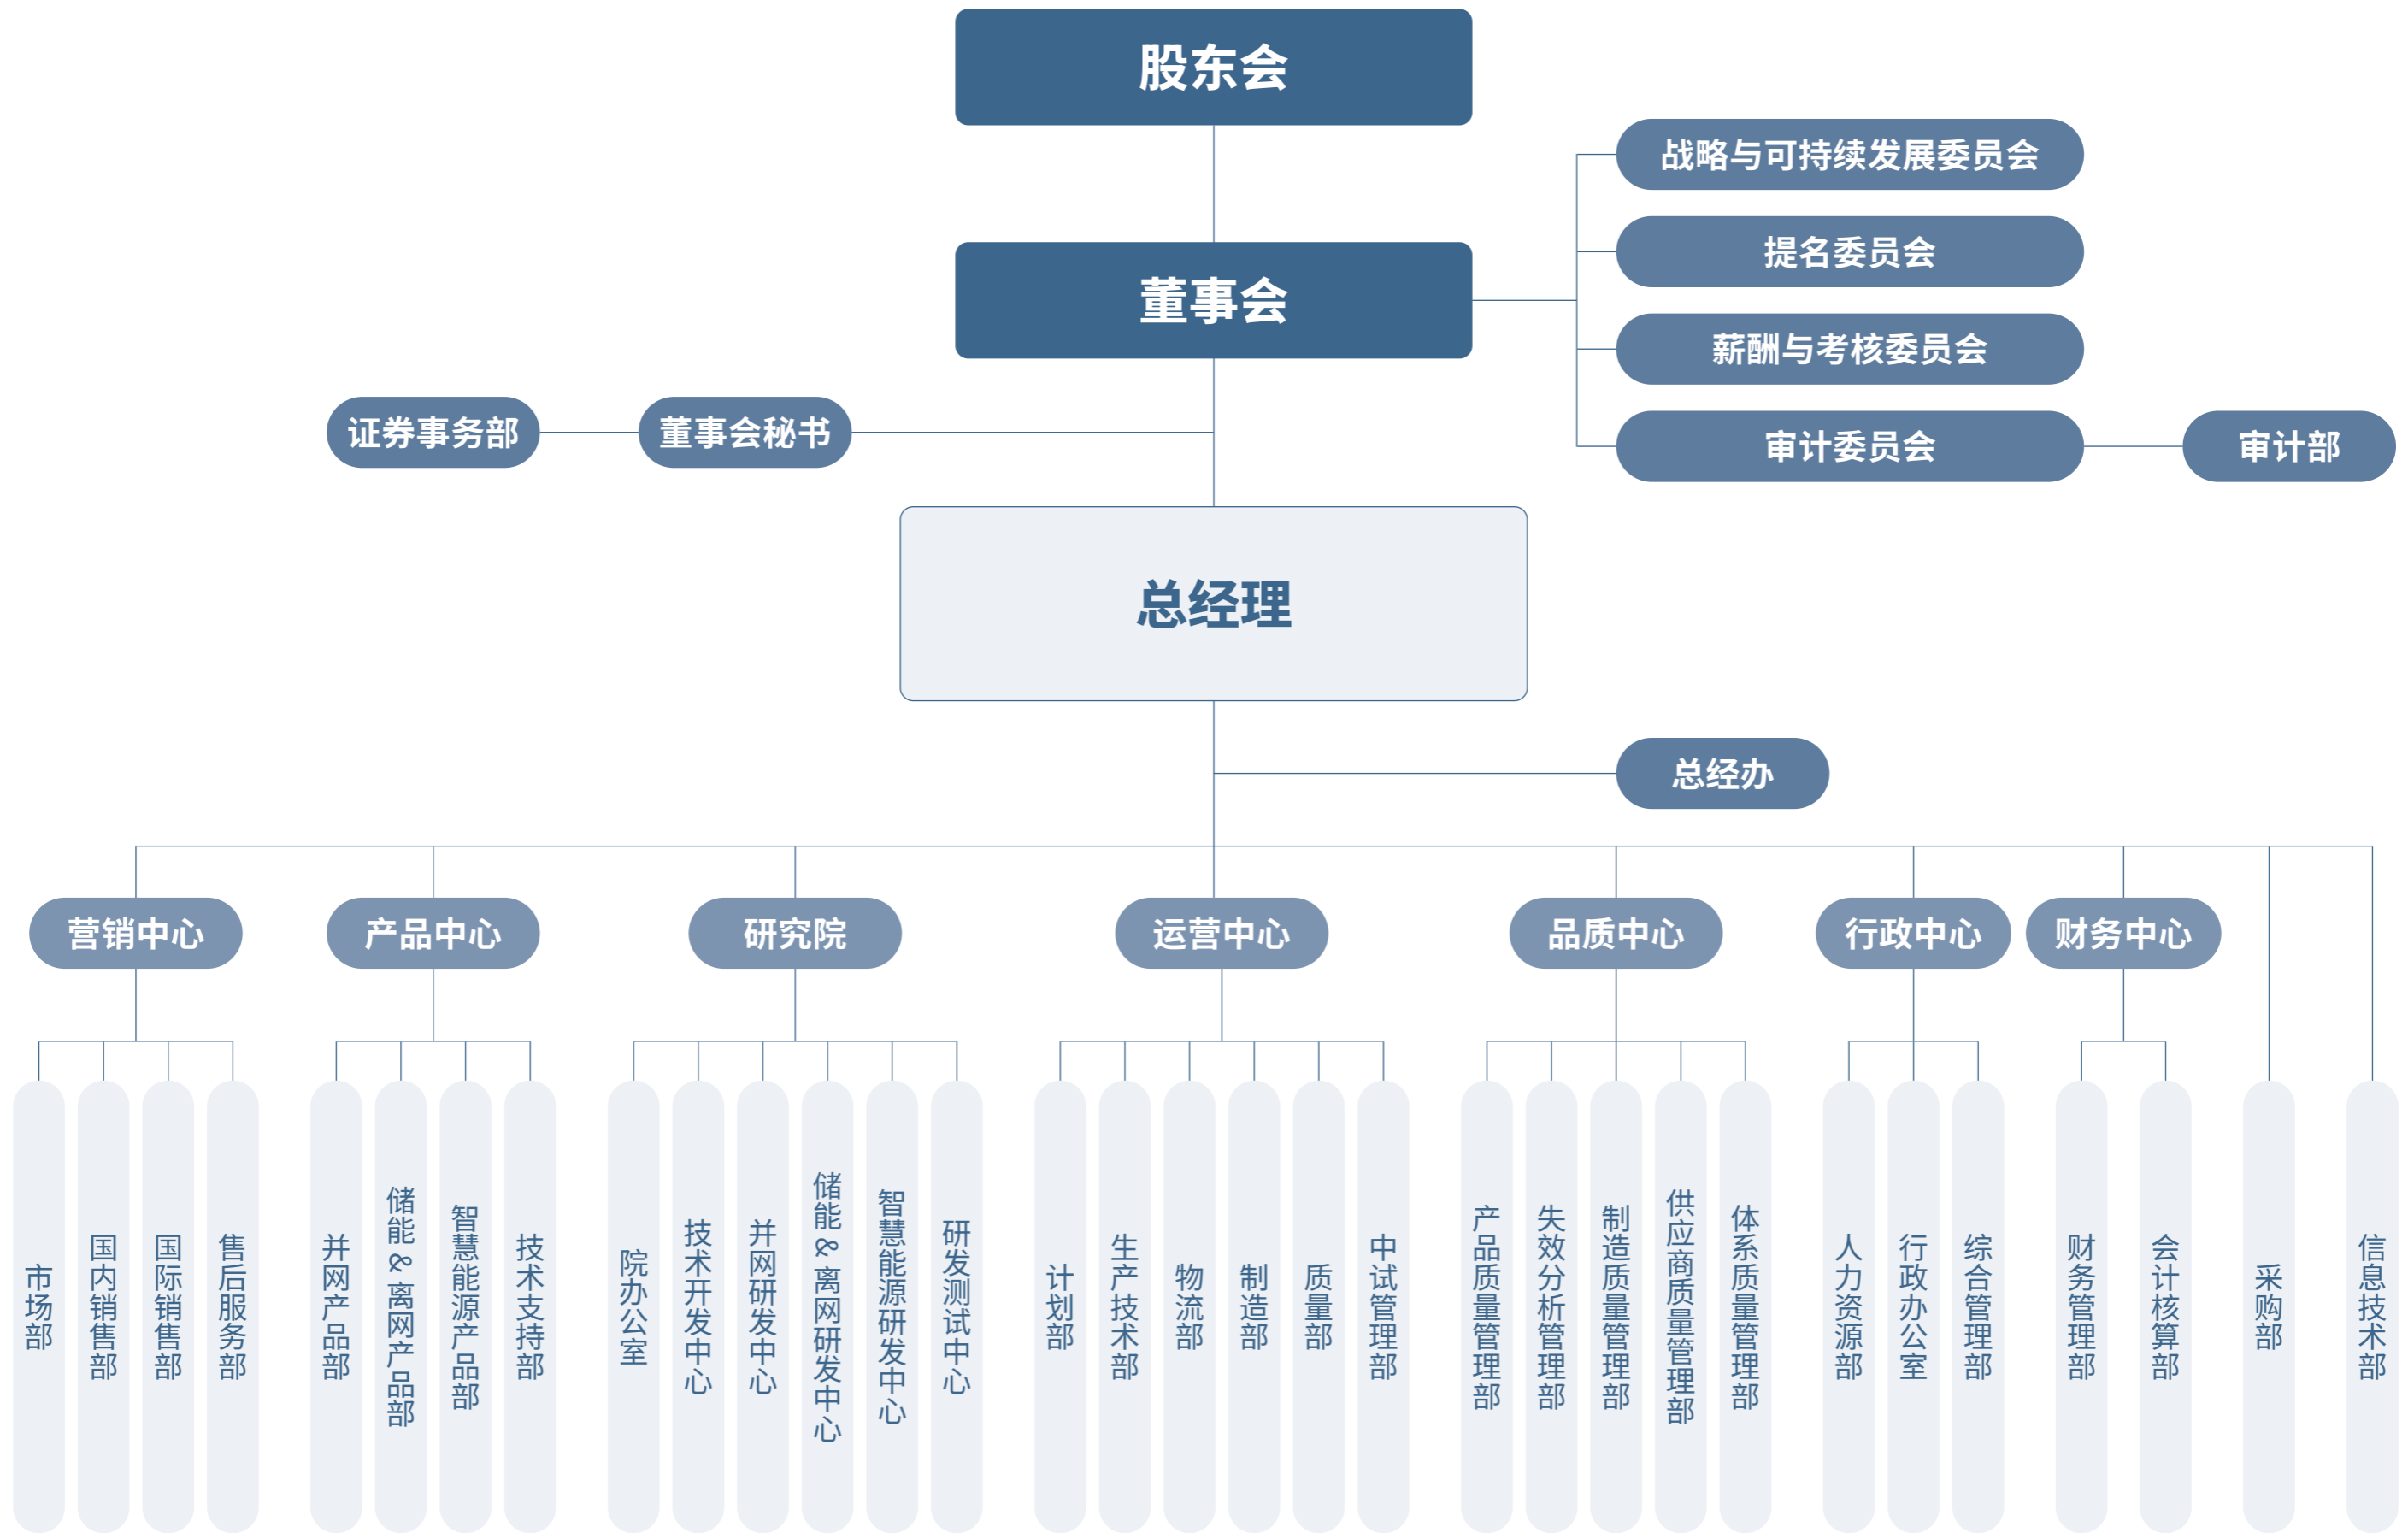 股东会
战略与可持续发展委员会
提名委员会
董事会
薪酬与考核委员会
证券事务部
董事会秘书
审计委员会
审计部
总经理
总经办
营销中心
产品中心
研究院
运营中心
品质中心
行政中心
财务中心
市场部
国内销售部
国际销售部
售后服务部
并网产品部
储能&离网产品部
智慧能源产品部
技术支持部
院办公室
技术开发中心
并网研发中心
储能&离网研发中心
智慧能源研发中心
研发测试中心
计划部
生产技术部
物流部
制造部
质量部
中试管理部
产品质量管理部
失效分析管理部
制造质量管理部
供应商质量管理部
体系质量管理部
人力资源部
行政办公室
综合管理部
财务管理部
会计核算部
采购部
信息技术部